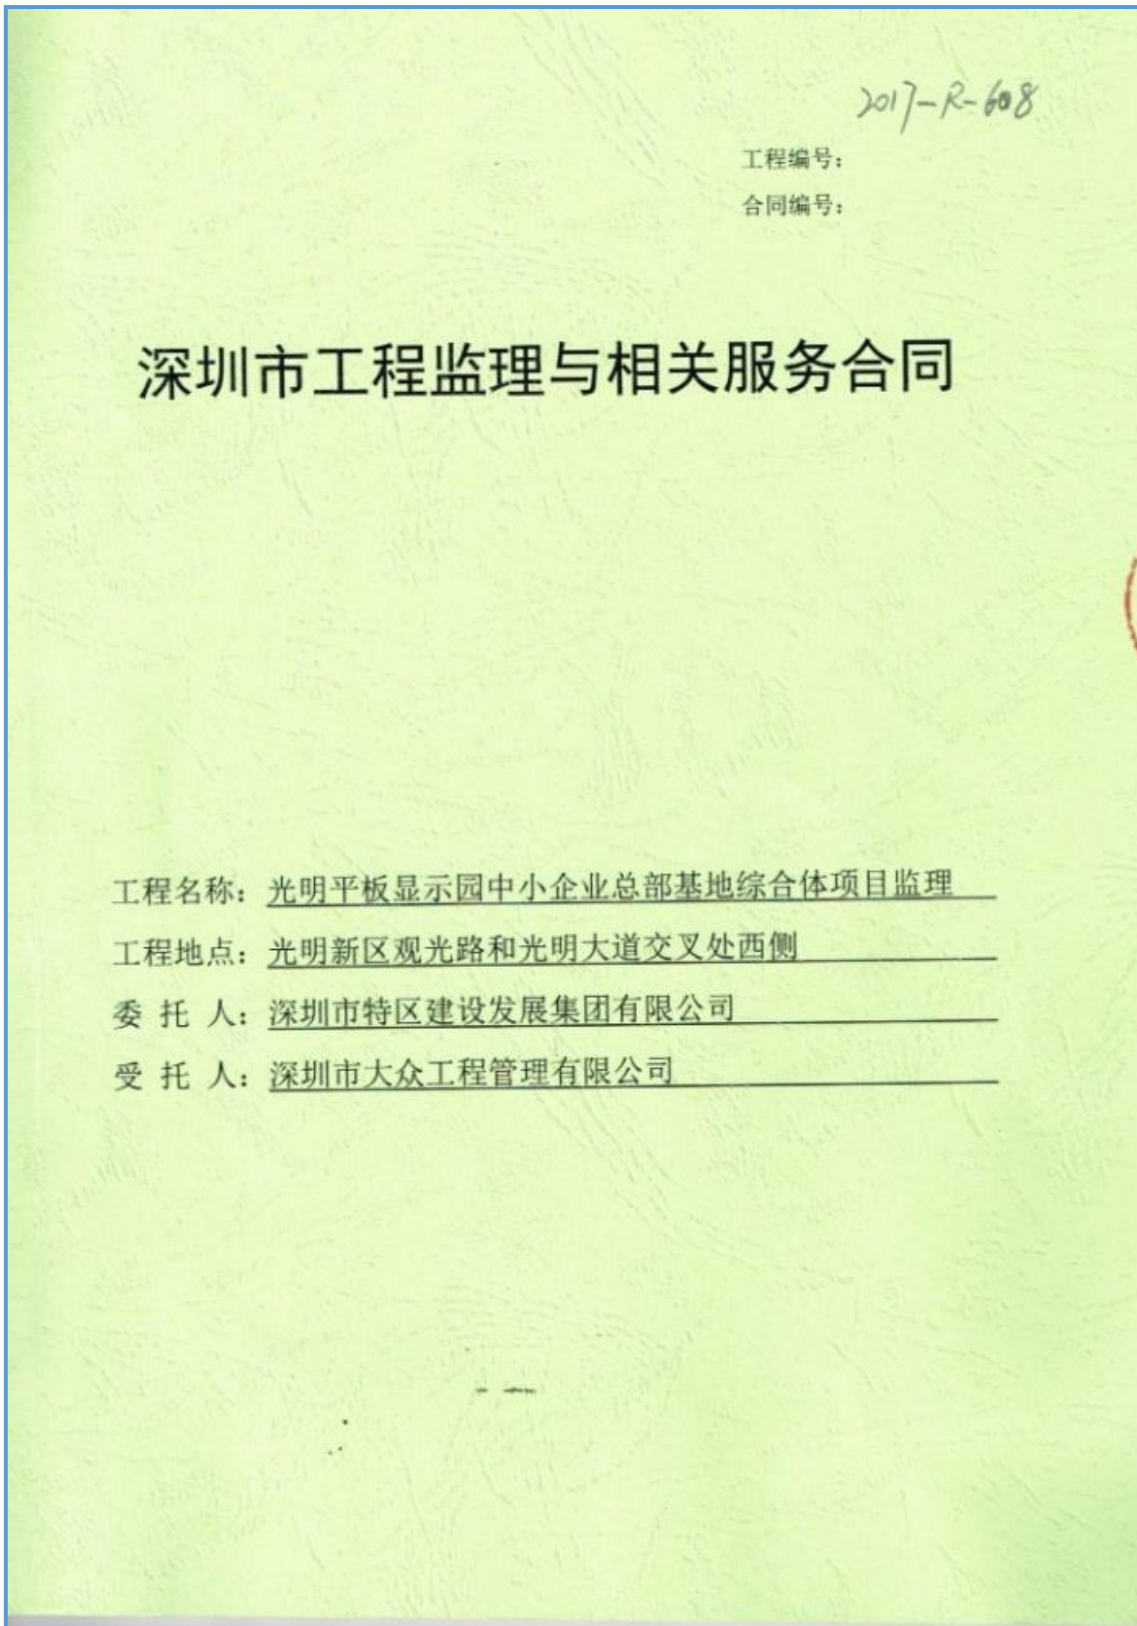 2017-R-608
工程编号：
合同编号：
深圳市工程监理与相关服务合同
工程名称：光明平板显示园中小企业总部基地综合体项目监理
工程地点：光明新区观光路和光明大道交叉处西侧
委 托 人：深圳市特区建设发展集团有限公司
受 托 人：深圳市大众工程管理有限公司